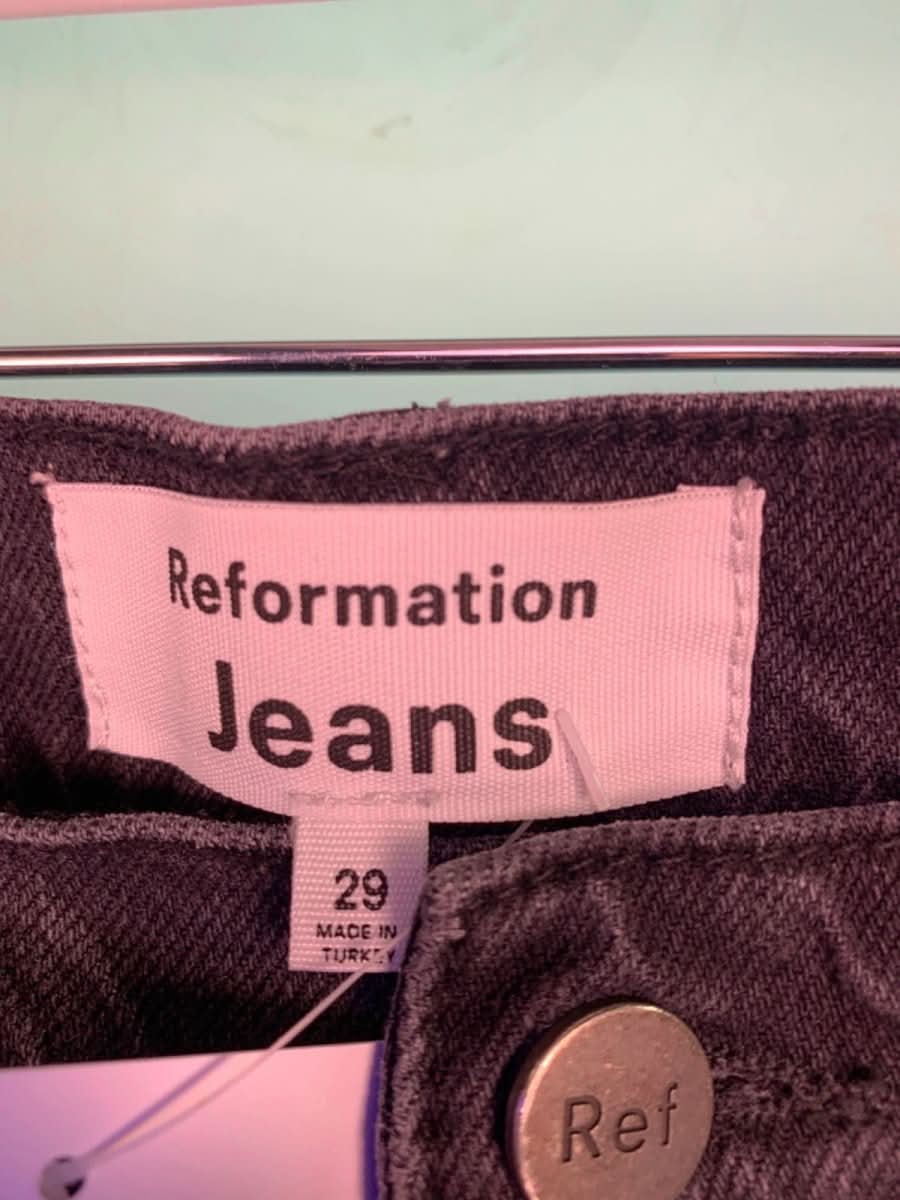 Reformation
Jeans
29
MADE IN
TURKEY
Ref